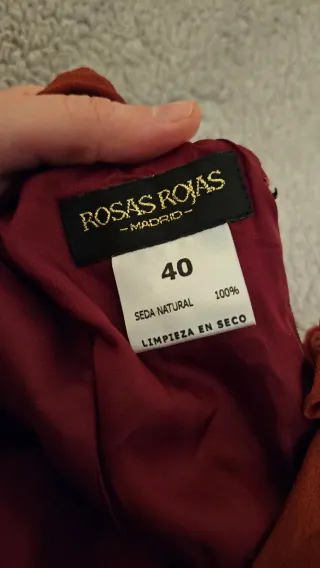 ROSAS ROJAS
-MADRID-
40
SEDA NATURAL 100%
LIMPIEZA EN SECO